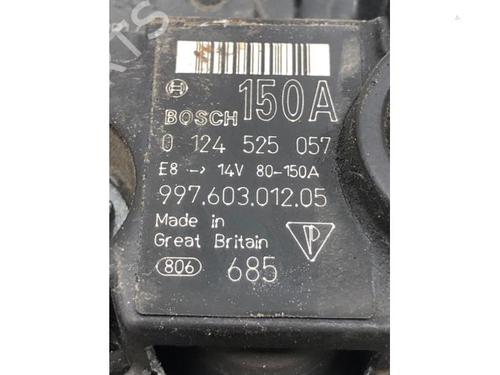 BOSCH 150A
0 124 525 057
E8 -> 14V 80-150A
997.603.012.05
Made in
Great Britain
806 685